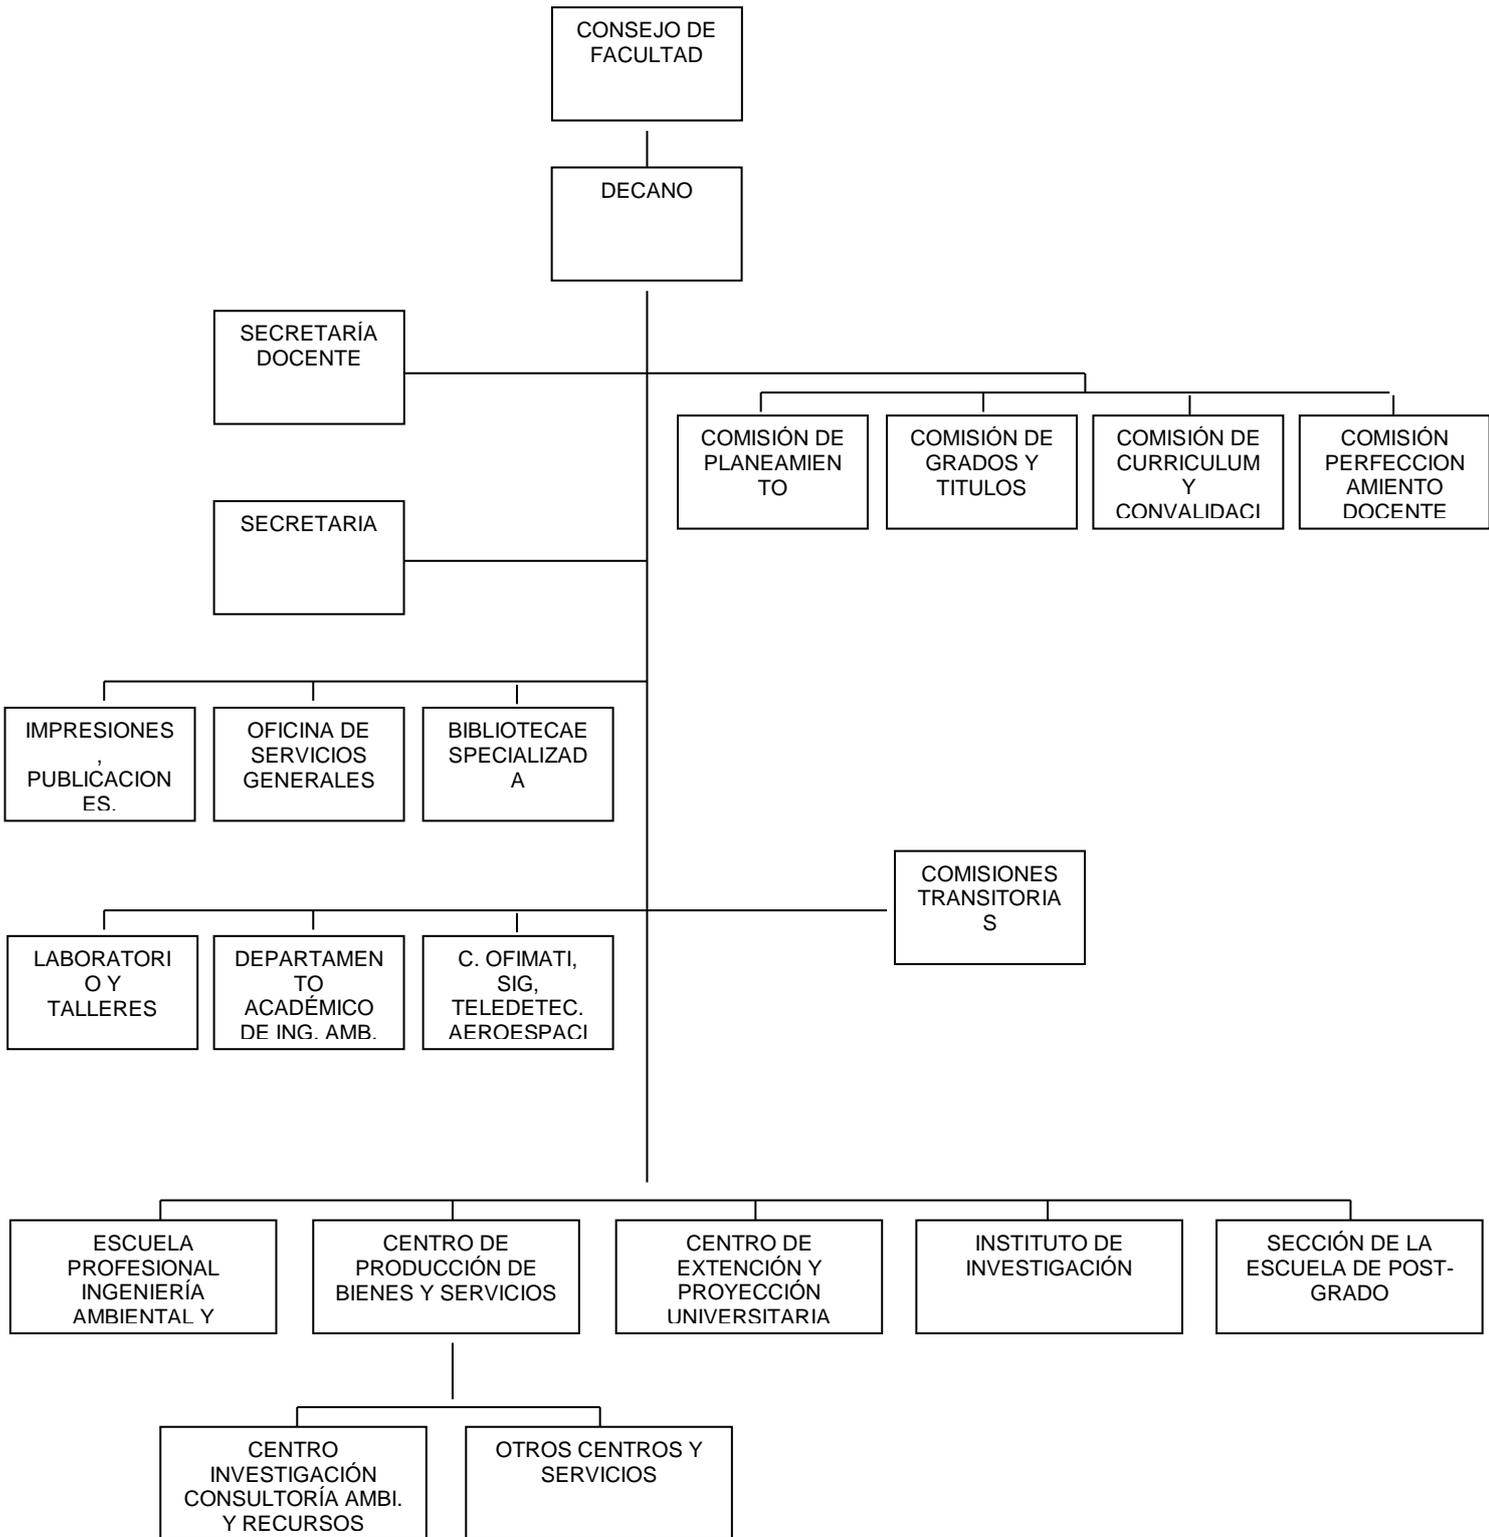 CONSEJO DE
FACULTAD
DECANO
SECRETARÍA
DOCENTE
COMISIÓN DE
PLANEAMIEN
TO
COMISIÓN DE
GRADOS Y
TITULOS
COMISIÓN DE
CURRICULUM
Y
CONVALIDACI
COMISIÓN
PERFECCION
AMIENTO
DOCENTE
SECRETARIA
IMPRESIONES
,
PUBLICACION
ES.
OFICINA DE
SERVICIOS
GENERALES
BIBLIOTECAE
SPECIALIZAD
A
COMISIONES
TRANSITORIA
S
LABORATORI
O Y
TALLERES
DEPARTAMEN
TO
ACADÉMICO
DE ING. AMB.
C. OFIMATI,
SIG,
TELEDETEC.
AEROESPACI
ESCUELA
PROFESIONAL
INGENIERÍA
AMBIENTAL Y
CENTRO DE
PRODUCCIÓN DE
BIENES Y SERVICIOS
CENTRO DE
EXTENCIÓN Y
PROYECCIÓN
UNIVERSITARIA
INSTITUTO DE
INVESTIGACIÓN
SECCIÓN DE LA
ESCUELA DE POST-
GRADO
CENTRO
INVESTIGACIÓN
CONSULTORÍA AMBI.
Y RECURSOS
OTROS CENTROS Y
SERVICIOS